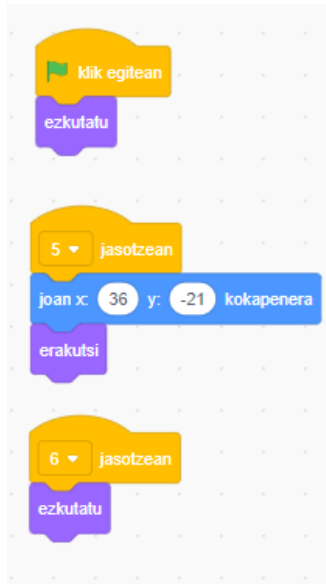 klik egitean
ezkutatu
5 jasotzean
joan x: 36 y: -21 kokapenera
erakutsi
6 jasotzean
ezkutatu